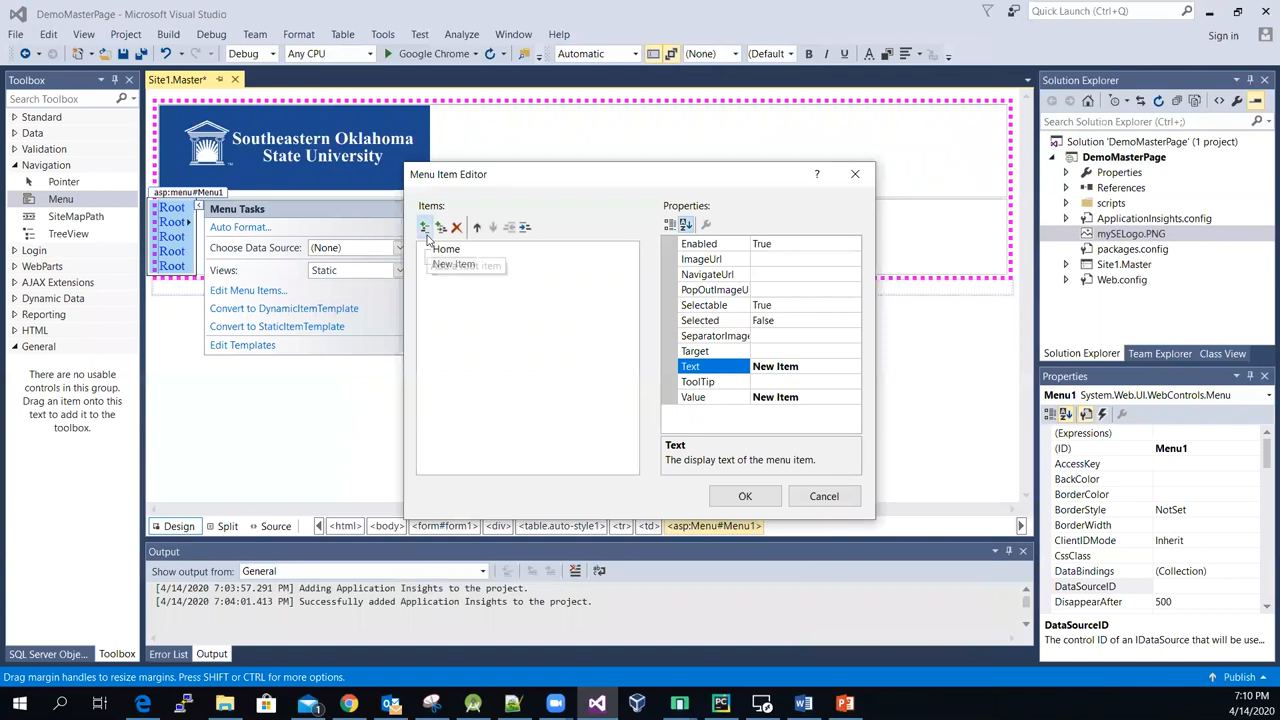 DemoMasterPage - Microsoft Visual Studio
Quick Launch (Ctrl+Q)
File Edit View Project Build Debug Team Format Table Tools Test Analyze Window Help
Sign in
Debug Any CPU Google Chrome Automatic (None) (Default B I U A
Toolbox
Search Toolbox
Standard
Data
Validation
Navigation
Pointer
Menu
SiteMapPath
TreeView
Login
WebParts
AJAX Extensions
Dynamic Data
Reporting
HTML
General
There are no usable
controls in this group.
Drag an item onto this
text to add it to the
toolbox.
SQL Server Obje... Toolbox
Site1.Master*
Southeastern Oklahoma
State University
asp:menu#Menu1
Root
Root
Root
Root
Root
Menu Tasks
Auto Format...
Choose Data Source: (None)
Views: Static
Edit Menu Items...
Convert to DynamicItemTemplate
Convert to StaticItemTemplate
Edit Templates
Menu Item Editor
Items:
Home
New Item
Properties:
Enabled True
ImageUrl
NavigateUrl
PopOutImageU
Selectable True
Selected False
SeparatorImage
Target
Text New Item
ToolTip
Value New Item
Text
The display text of the menu item.
OK Cancel
Design Split Source <html> <body> <form#form1> <div> <table.auto-style1> <tr> <td> <asp:Menu#Menu1>
Output
Show output from: General
[4/14/2020 7:03:57.291 PM] Adding Application Insights to the project.
[4/14/2020 7:04:01.413 PM] Successfully added Application Insights to the project.
Error List Output
Solution Explorer
Search Solution Explorer (Ctrl+;)
Solution 'DemoMasterPage' (1 project)
DemoMasterPage
Properties
References
scripts
ApplicationInsights.config
mySELogo.PNG
packages.config
Site1.Master
Web.config
Solution Explorer Team Explorer Class View
Properties
Menu1 System.Web.UI.WebControls.Menu
(Expressions)
(ID) Menu1
AccessKey
BackColor
BorderColor
BorderStyle NotSet
BorderWidth
ClientIDMode Inherit
CssClass
DataBindings (Collection)
DataSourceID
DisappearAfter 500
DataSourceID
The control ID of an IDataSource that will be use...
Drag margin handles to resize margins. Press SHIFT or CTRL for more options.
Publish
7:10 PM
4/14/2020